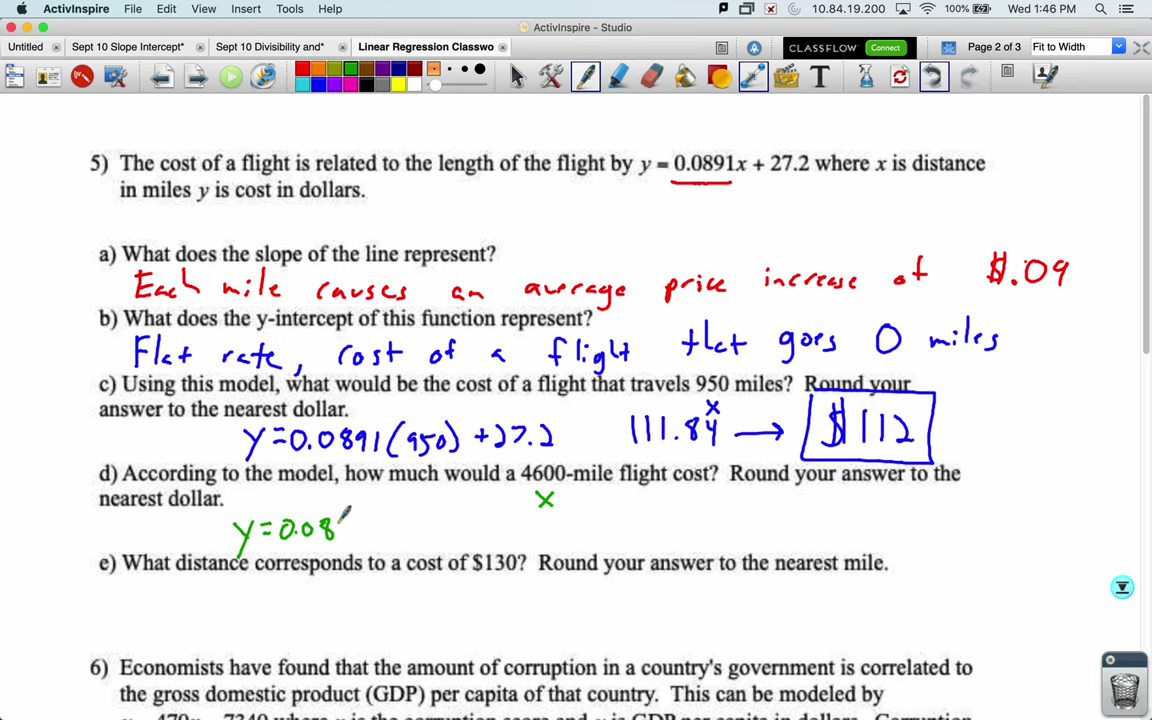 ActivInspire File Edit View Insert Tools Help 10.84.19.200 100% Wed 1:46 PM
ActivInspire - Studio
Untitled Sept 10 Slope Intercept* Sept 10 Divisibility and* Linear Regression Classwo CLASSFLOW Connect Page 2 of 3 Fit to Width
5) The cost of a flight is related to the length of the flight by y = 0.0891x + 27.2 where x is distance
in miles y is cost in dollars.
a) What does the slope of the line represent?
Each mile causes an average price increase of $.09
b) What does the y-intercept of this function represent?
Flat rate, cost of a flight that goes 0 miles
c) Using this model, what would be the cost of a flight that travels 950 miles? Round your
x
answer to the nearest dollar.
y=0.0891(950)+27.2 111.84 → $112
d) According to the model, how much would a 4600-mile flight cost? Round your answer to the
nearest dollar.
x
y=0.08
e) What distance corresponds to a cost of $130? Round your answer to the nearest mile.
6) Economists have found that the amount of corruption in a country's government is correlated to
the gross domestic product (GDP) per capita of that country. This can be modeled by